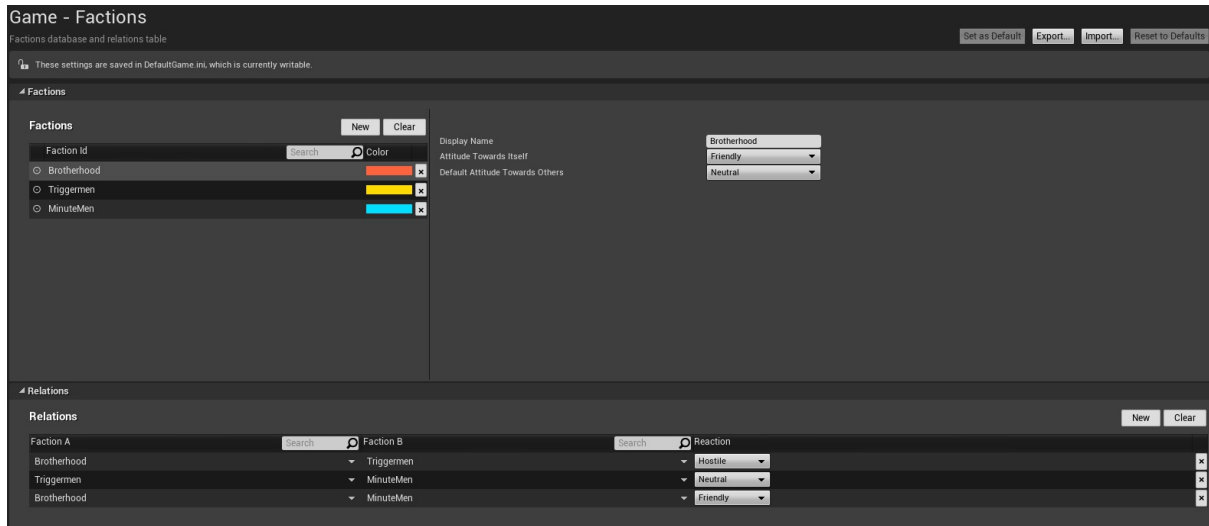 Game - Factions
Factions database and relations table
Set as Default Export... Import... Reset to Defaults
These settings are saved in DefaultGame.ini, which is currently writable.
Factions
Factions New Clear
Faction Id Search Color
Brotherhood
Triggermen
MinuteMen
Display Name Brotherhood
Attitude Towards Itself Friendly
Default Attitude Towards Others Neutral
Relations
Relations New Clear
Faction A Search Faction B Search Reaction
Brotherhood Triggermen Hostile
Triggermen MinuteMen Neutral
Brotherhood MinuteMen Friendly